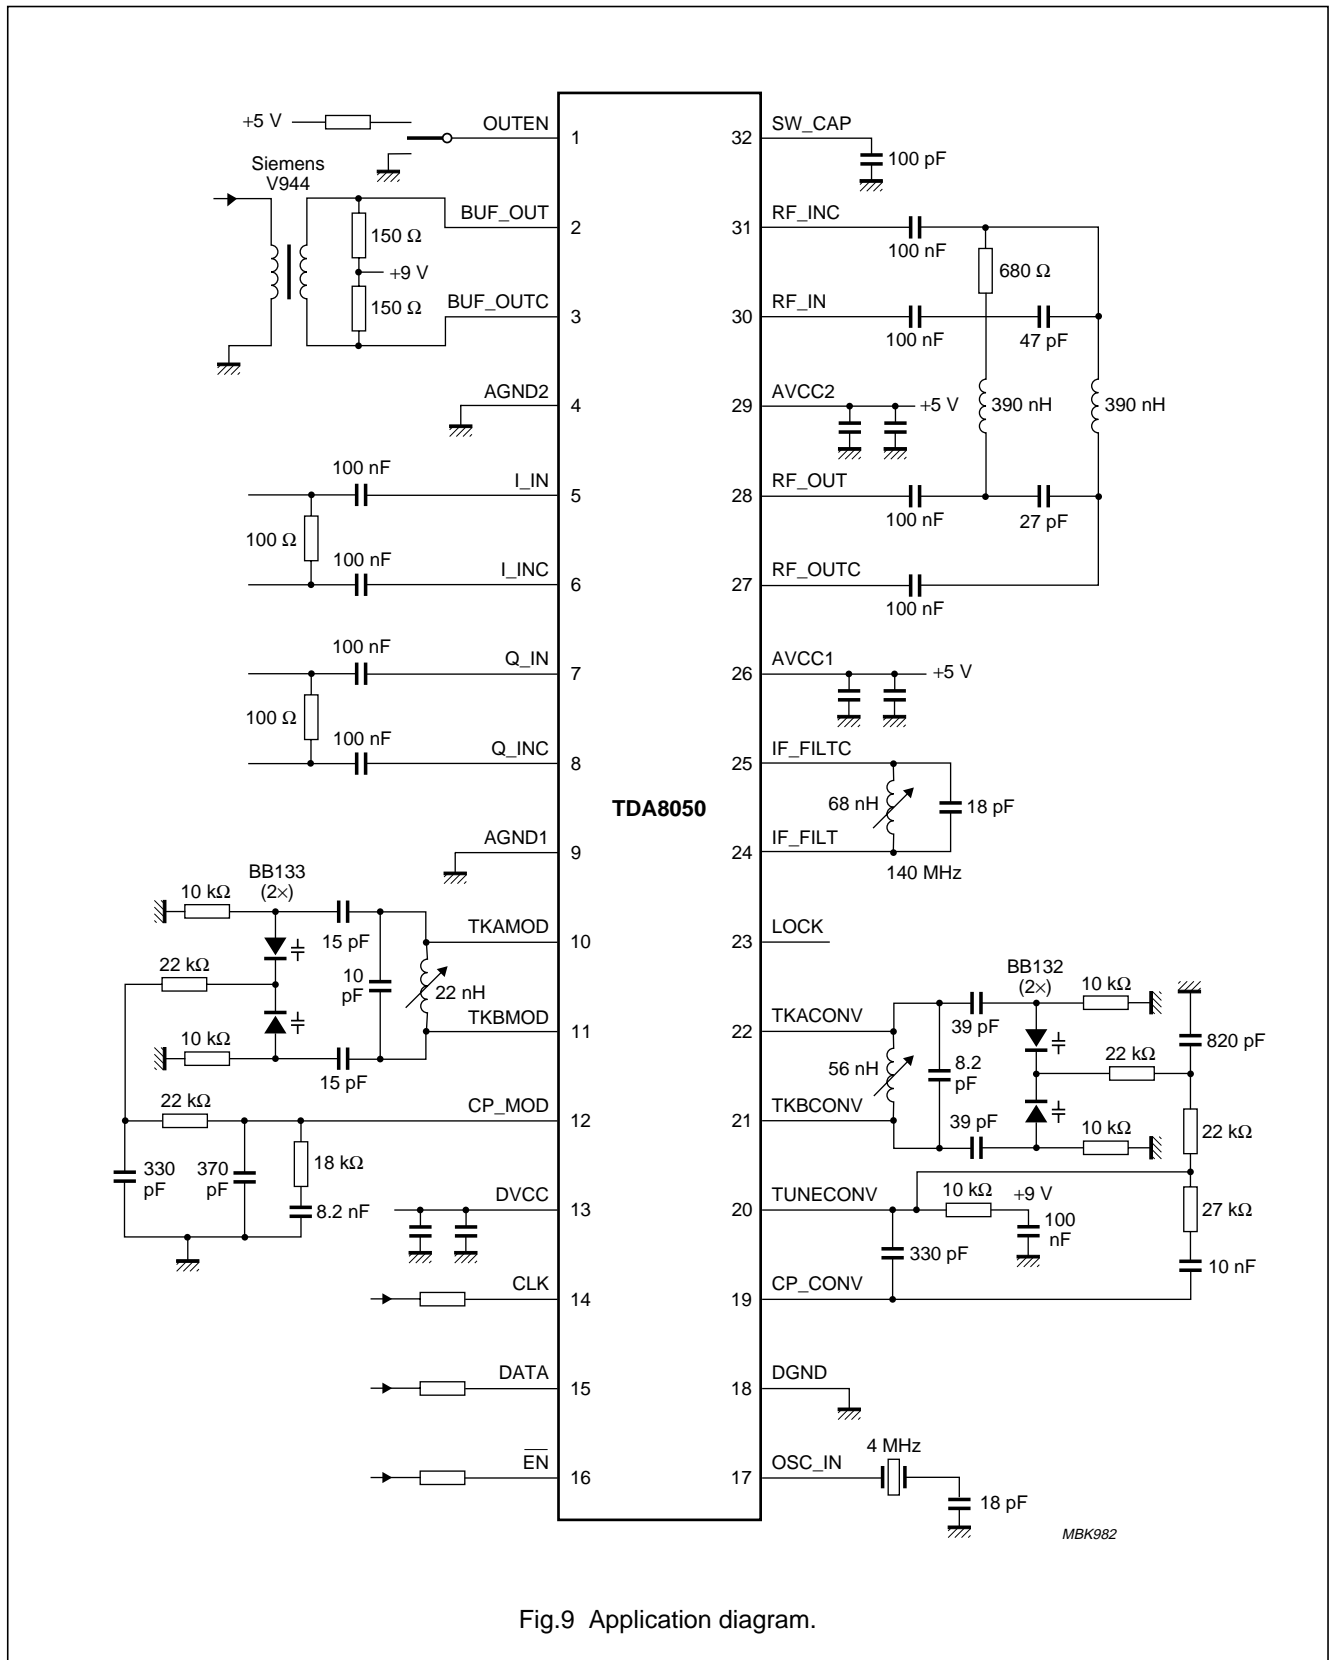 +5 V
OUTEN
1
Siemens
V944
BUF_OUT
2
150 Ω
+9 V
150 Ω
BUF_OUTC
3
AGND2
4
100 nF
I_IN
5
100 Ω
100 nF
I_INC
6
100 nF
Q_IN
7
100 Ω
100 nF
Q_INC
8
TDA8050
AGND1
9
BB133
(2×)
10 kΩ
15 pF
TKAMOD
10
22 kΩ
10
pF
22 nH
10 kΩ
15 pF
TKBMOD
11
22 kΩ
CP_MOD
12
330
pF
370
pF
18 kΩ
8.2 nF
DVCC
13
CLK
14
DATA
15
EN
16
32
SW_CAP
100 pF
31
RF_INC
100 nF
680 Ω
30
RF_IN
100 nF
47 pF
29
AVCC2
+5 V
390 nH
390 nH
28
RF_OUT
100 nF
27 pF
27
RF_OUTC
100 nF
26
AVCC1
+5 V
25
IF_FILTC
68 nH
18 pF
24
IF_FILT
140 MHz
23
LOCK
BB132
(2×)
10 kΩ
22
TKACONV
39 pF
820 pF
56 nH
8.2
pF
22 kΩ
21
TKBCONV
39 pF
10 kΩ
22 kΩ
20
TUNECONV
10 kΩ
+9 V
100
nF
27 kΩ
330 pF
10 nF
19
CP_CONV
18
DGND
17
OSC_IN
4 MHz
18 pF
MBK982
Fig.9 Application diagram.